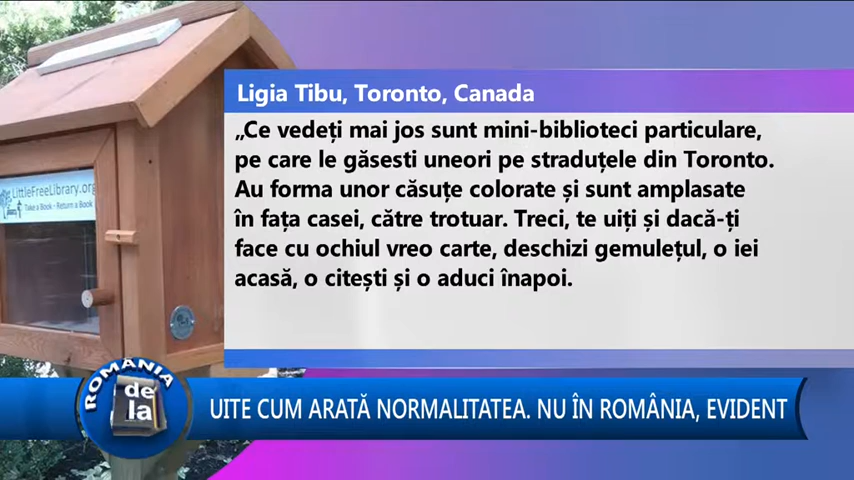 Ligia Tibu, Toronto, Canada
„Ce vedeți mai jos sunt mini-biblioteci particulare,
pe care le găsesti uneori pe straduțele din Toronto.
Au forma unor căsuțe colorate și sunt amplasate
în fața casei, către trotuar. Treci, te uiți și dacă-ți
face cu ochiul vreo carte, deschizi gemulețul, o iei
acasă, o citești și o aduci înapoi.
LittleFreeLibrary.org
Take a Book - Return a Book
ROMÂNIA
de
la
UITE CUM ARATĂ NORMALITATEA. NU ÎN ROMÂNIA, EVIDENT